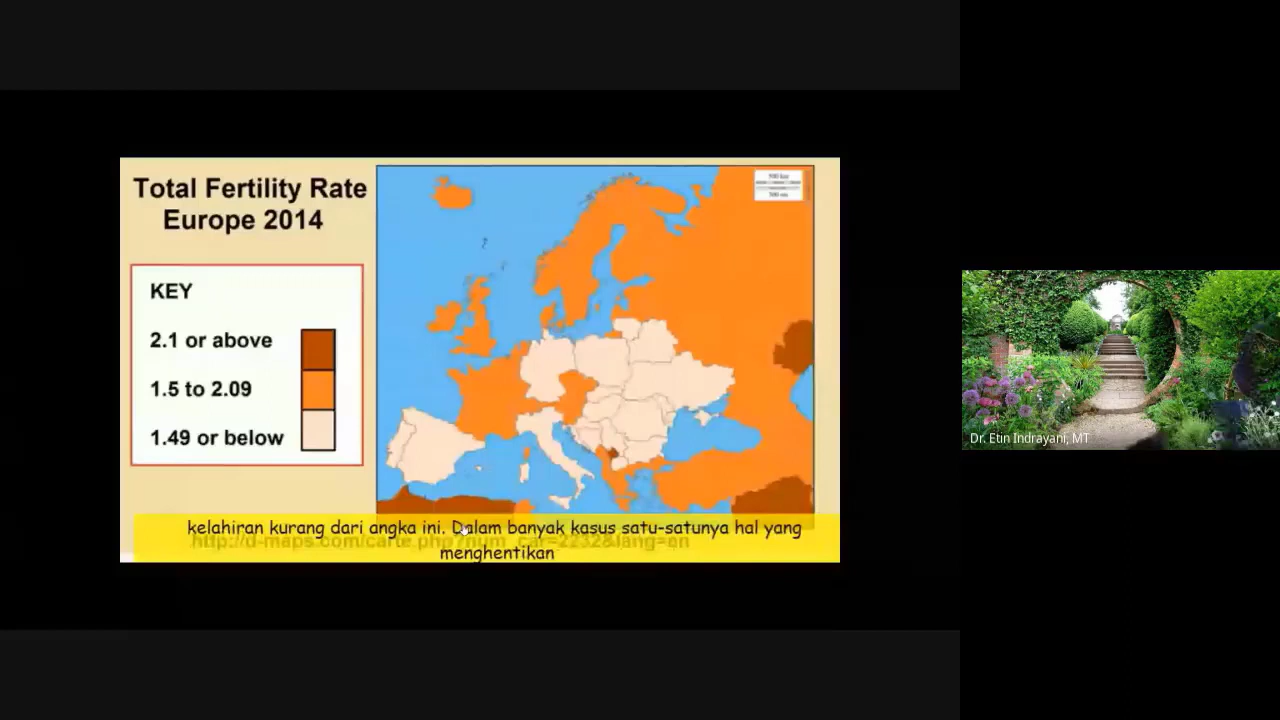 Total Fertility Rate
Europe 2014
KEY
2.1 or above
1.5 to 2.09
1.49 or below
kelahiran kurang dari angka ini. Dalam banyak kasus satu-satunya hal yang
http://d-maps.com/carte.php?num_car=2232&lang=en
menghentikan
Dr. Etin Indrayani, MT